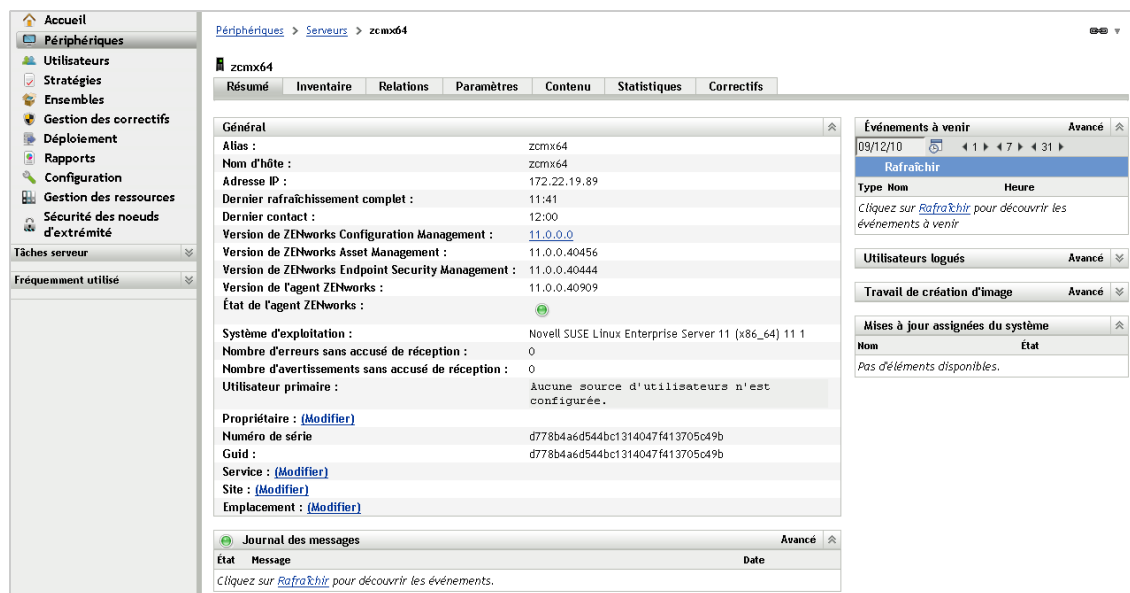 Accueil
Périphériques
Utilisateurs
Stratégies
Ensembles
Gestion des correctifs
Déploiement
Rapports
Configuration
Gestion des ressources
Sécurité des noeuds
d'extrémité
Tâches serveur
Fréquemment utilisé
Périphériques > Serveurs > zcmx64
zcmx64
Résumé Inventaire Relations Paramètres Contenu Statistiques Correctifs
Général
Alias : zcmx64
Nom d'hôte : zcmx64
Adresse IP : 172.22.19.89
Dernier rafraîchissement complet : 11:41
Dernier contact : 12:00
Version de ZENworks Configuration Management : 11.0.0.0
Version de ZENworks Asset Management : 11.0.0.40456
Version de ZENworks Endpoint Security Management : 11.0.0.40444
Version de l'agent ZENworks : 11.0.0.40909
État de l'agent ZENworks :
Système d'exploitation : Novell SUSE Linux Enterprise Server 11 (x86_64) 11 1
Nombre d'erreurs sans accusé de réception : 0
Nombre d'avertissements sans accusé de réception : 0
Utilisateur primaire : Aucune source d'utilisateurs n'est
configurée.
Propriétaire : (Modifier)
Numéro de série d778b4a6d544bc1314047f413705c49b
Guid : d778b4a6d544bc1314047f413705c49b
Service : (Modifier)
Site : (Modifier)
Emplacement : (Modifier)
Journal des messages Avancé
État Message Date
Cliquez sur Rafraîchir pour découvrir les événements.
Événements à venir Avancé
09/12/10 1 7 31
Rafraîchir
Type Nom Heure
Cliquez sur Rafraîchir pour découvrir les
événements à venir
Utilisateurs logués Avancé
Travail de création d'image Avancé
Mises à jour assignées du système
Nom État
Pas d'éléments disponibles.